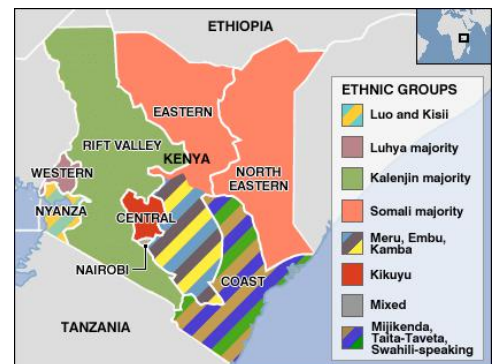 ETHIOPIA
EASTERN
RIFT VALLEY
KENYA
WESTERN
NORTH
EASTERN
NYANZA
CENTRAL
NAIROBI
COAST
TANZANIA
ETHNIC GROUPS
Luo and Kisii
Luhya majority
Kalenjin majority
Somali majority
Meru, Embu,
Kamba
Kikuyu
Mixed
Mijikenda,
Taita-Taveta,
Swahili-speaking